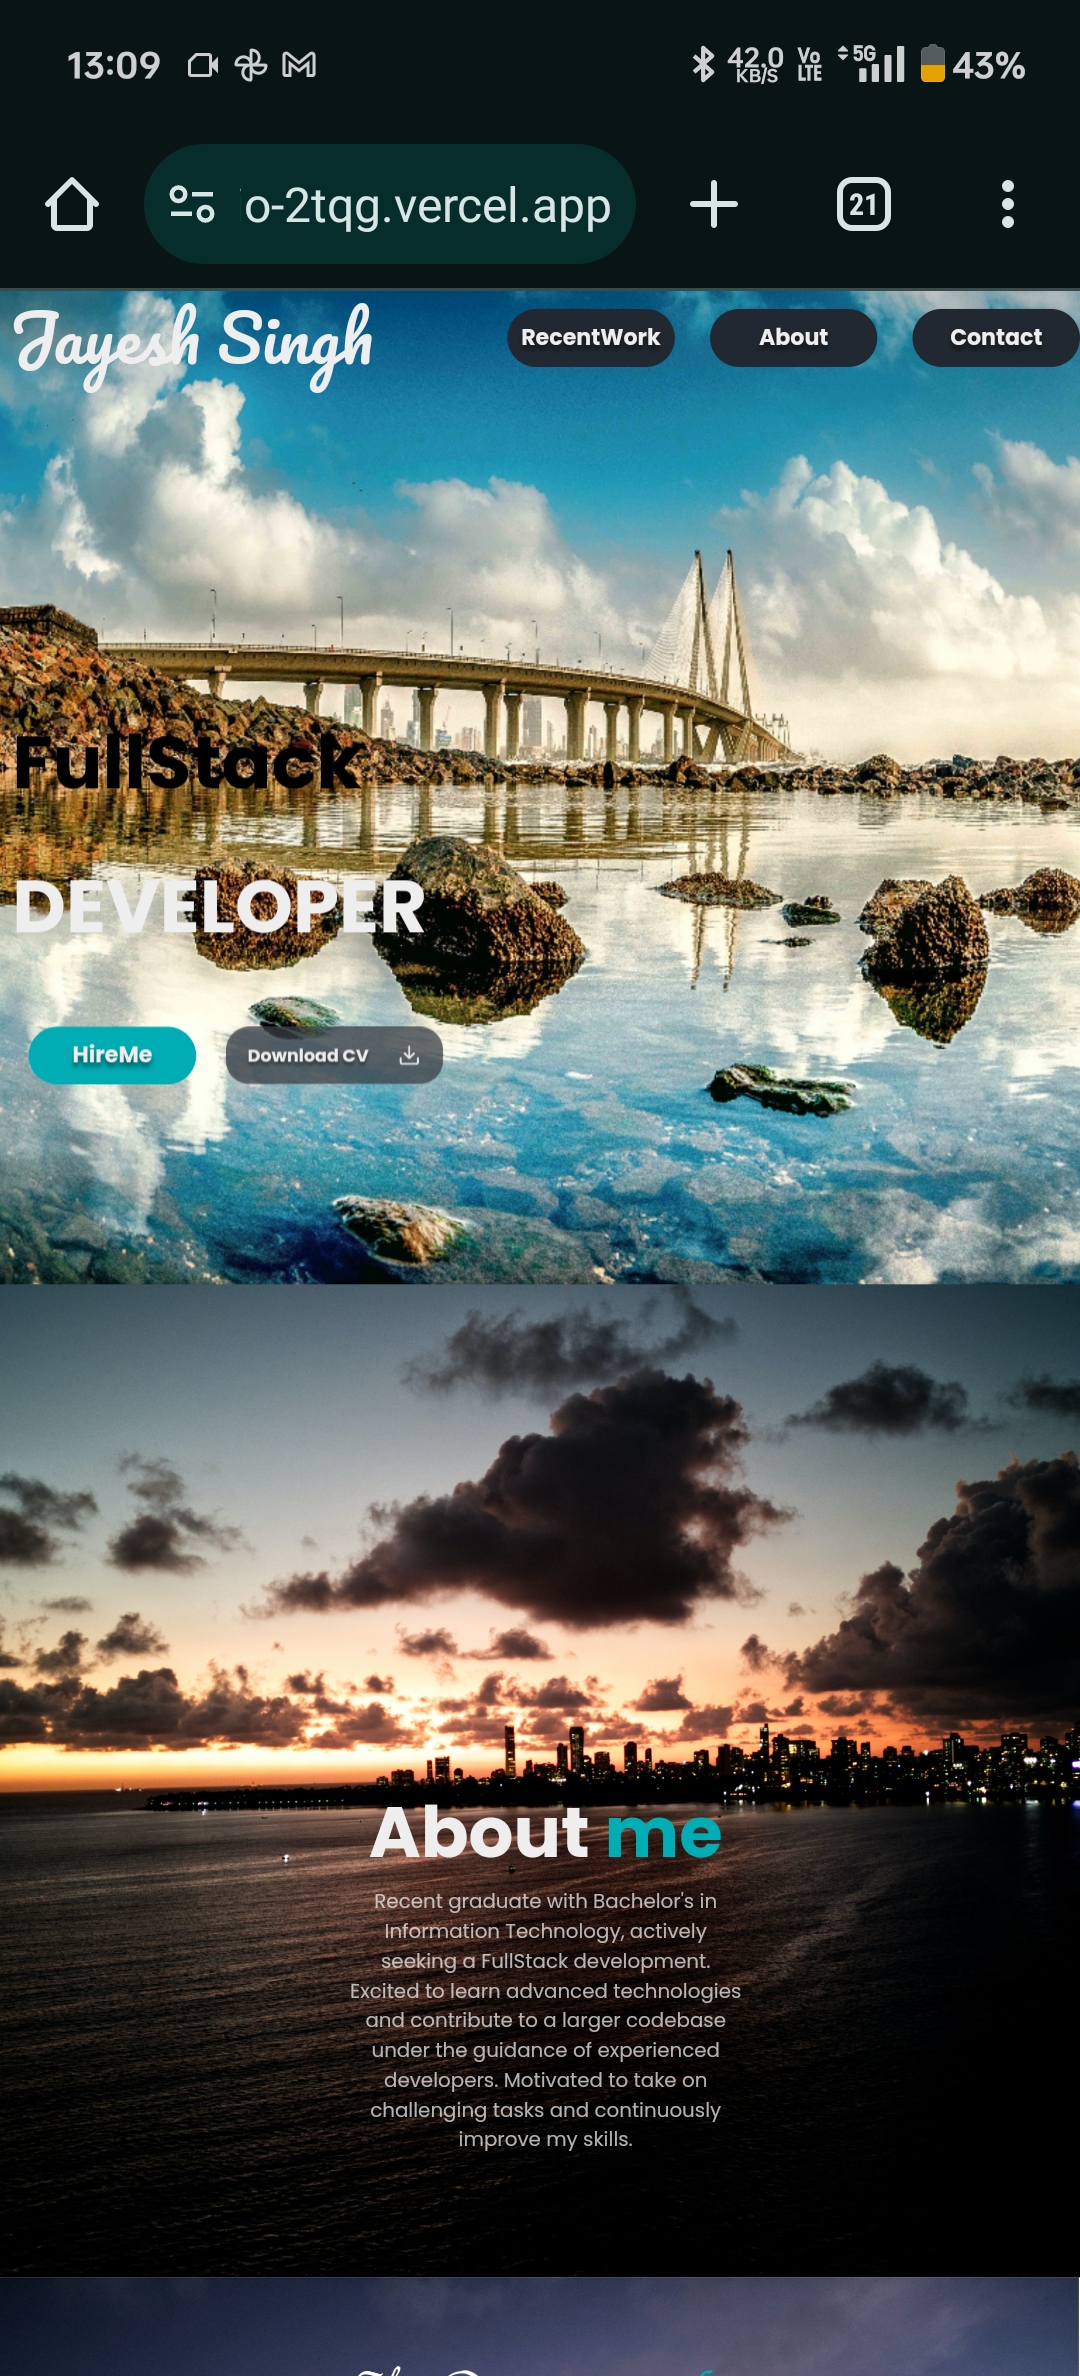 13:09 42.0 KB/S Vo LTE 5G 43%
o-2tqg.vercel.app 21
Jayesh Singh RecentWork About Contact
FullStack
DEVELOPER
HireMe Download CV
About me
Recent graduate with Bachelor's in
Information Technology, actively
seeking a FullStack development.
Excited to learn advanced technologies
and contribute to a larger codebase
under the guidance of experienced
developers. Motivated to take on
challenging tasks and continuously
improve my skills.